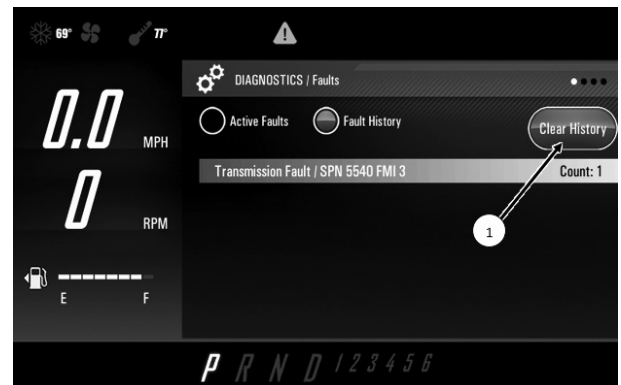 69° 77°
DIAGNOSTICS / Faults
Active Faults Fault History Clear History
0.0 MPH
Transmission Fault / SPN 5540 FMI 3 Count: 1
0 RPM
1
E F
P R N D 1 2 3 4 5 6